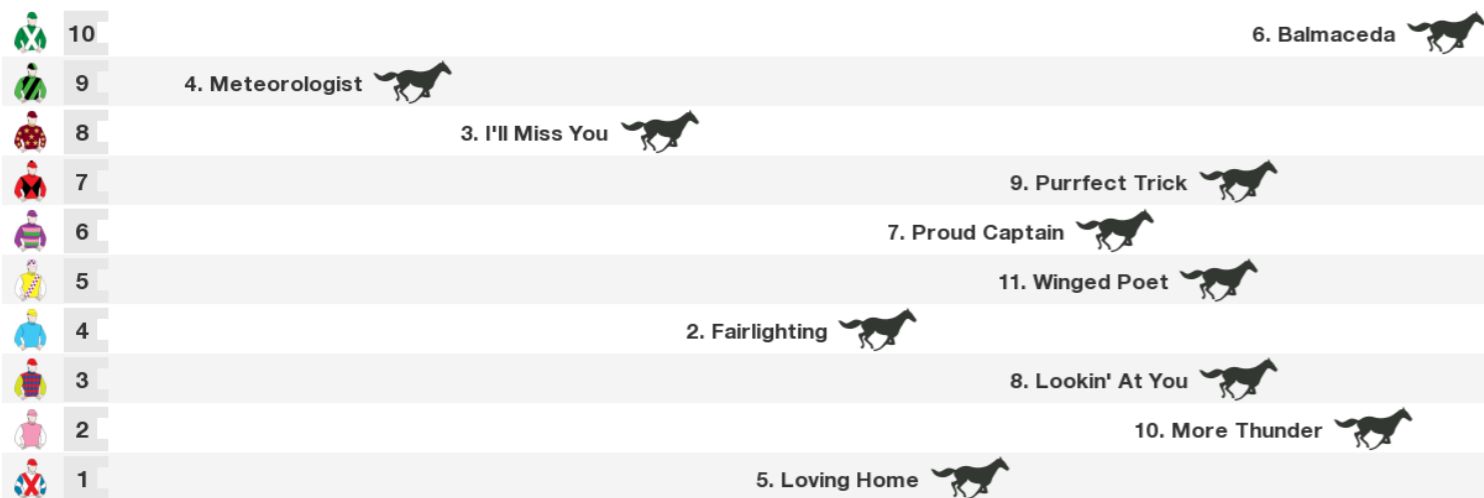 10 6. Balmaceda
9 4. Meteorologist
8 3. I'll Miss You
7 9. Purrfect Trick
6 7. Proud Captain
5 11. Winged Poet
4 2. Fairlighting
3 8. Lookin' At You
2 10. More Thunder
1 5. Loving Home